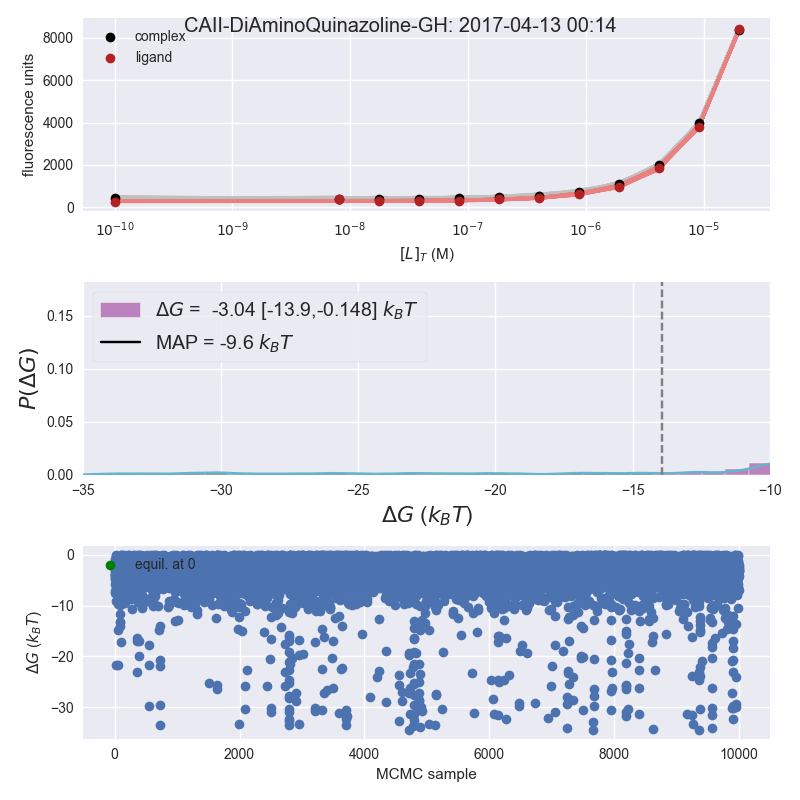 CAII-DiAminoQuinazoline-GH: 2017-04-13 00:14
complex
ligand
fluorescence units
8000
6000
4000
2000
0
10^{-10} 10^{-9} 10^{-8} 10^{-7} 10^{-6} 10^{-5}
[L]_T (M)
ΔG = -3.04 [-13.9,-0.148] k_BT
MAP = -9.6 k_BT
P(ΔG)
0.15
0.10
0.05
0.00
−35 −30 −25 −20 −15 −10
ΔG (k_BT)
equil. at 0
ΔG (k_BT)
0
−10
−20
−30
0 2000 4000 6000 8000 10000
MCMC sample